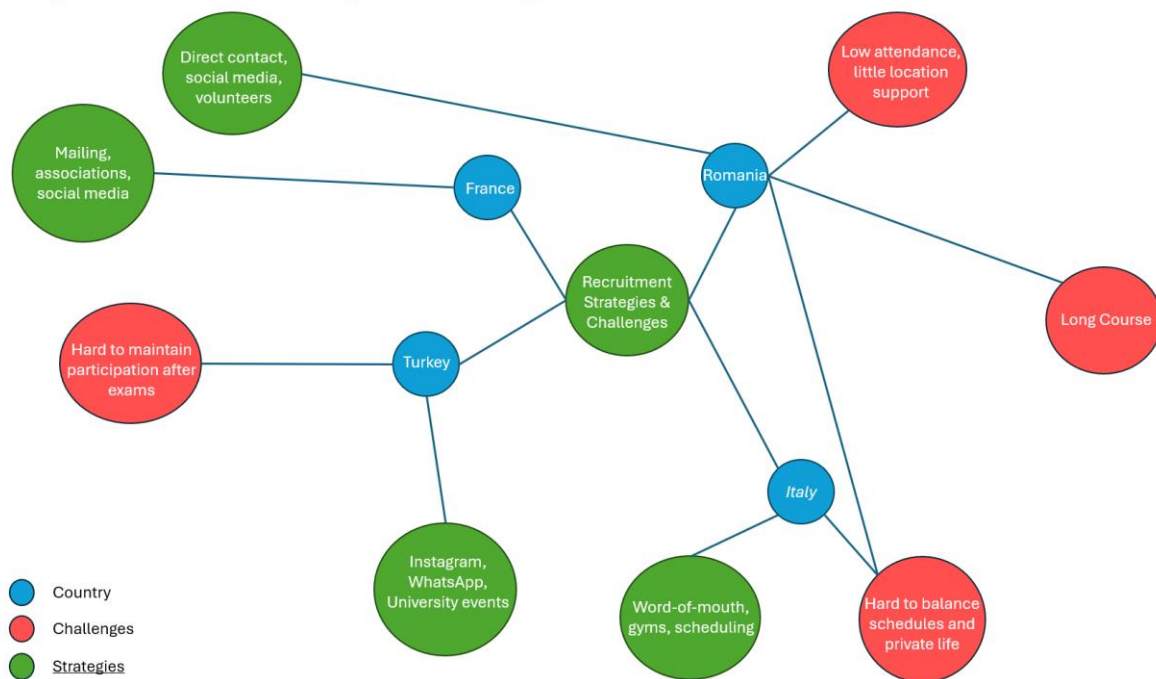 Direct contact,
social media,
volunteers
Low attendance,
little location
support
Mailing,
associations,
social media
France
Romania
Recruitment
Strategies &
Challenges
Long Course
Hard to maintain
participation after
exams
Turkey
Italy
Instagram,
WhatsApp,
University events
Word-of-mouth,
gyms, scheduling
Hard to balance
schedules and
private life
Country
Challenges
Strategies